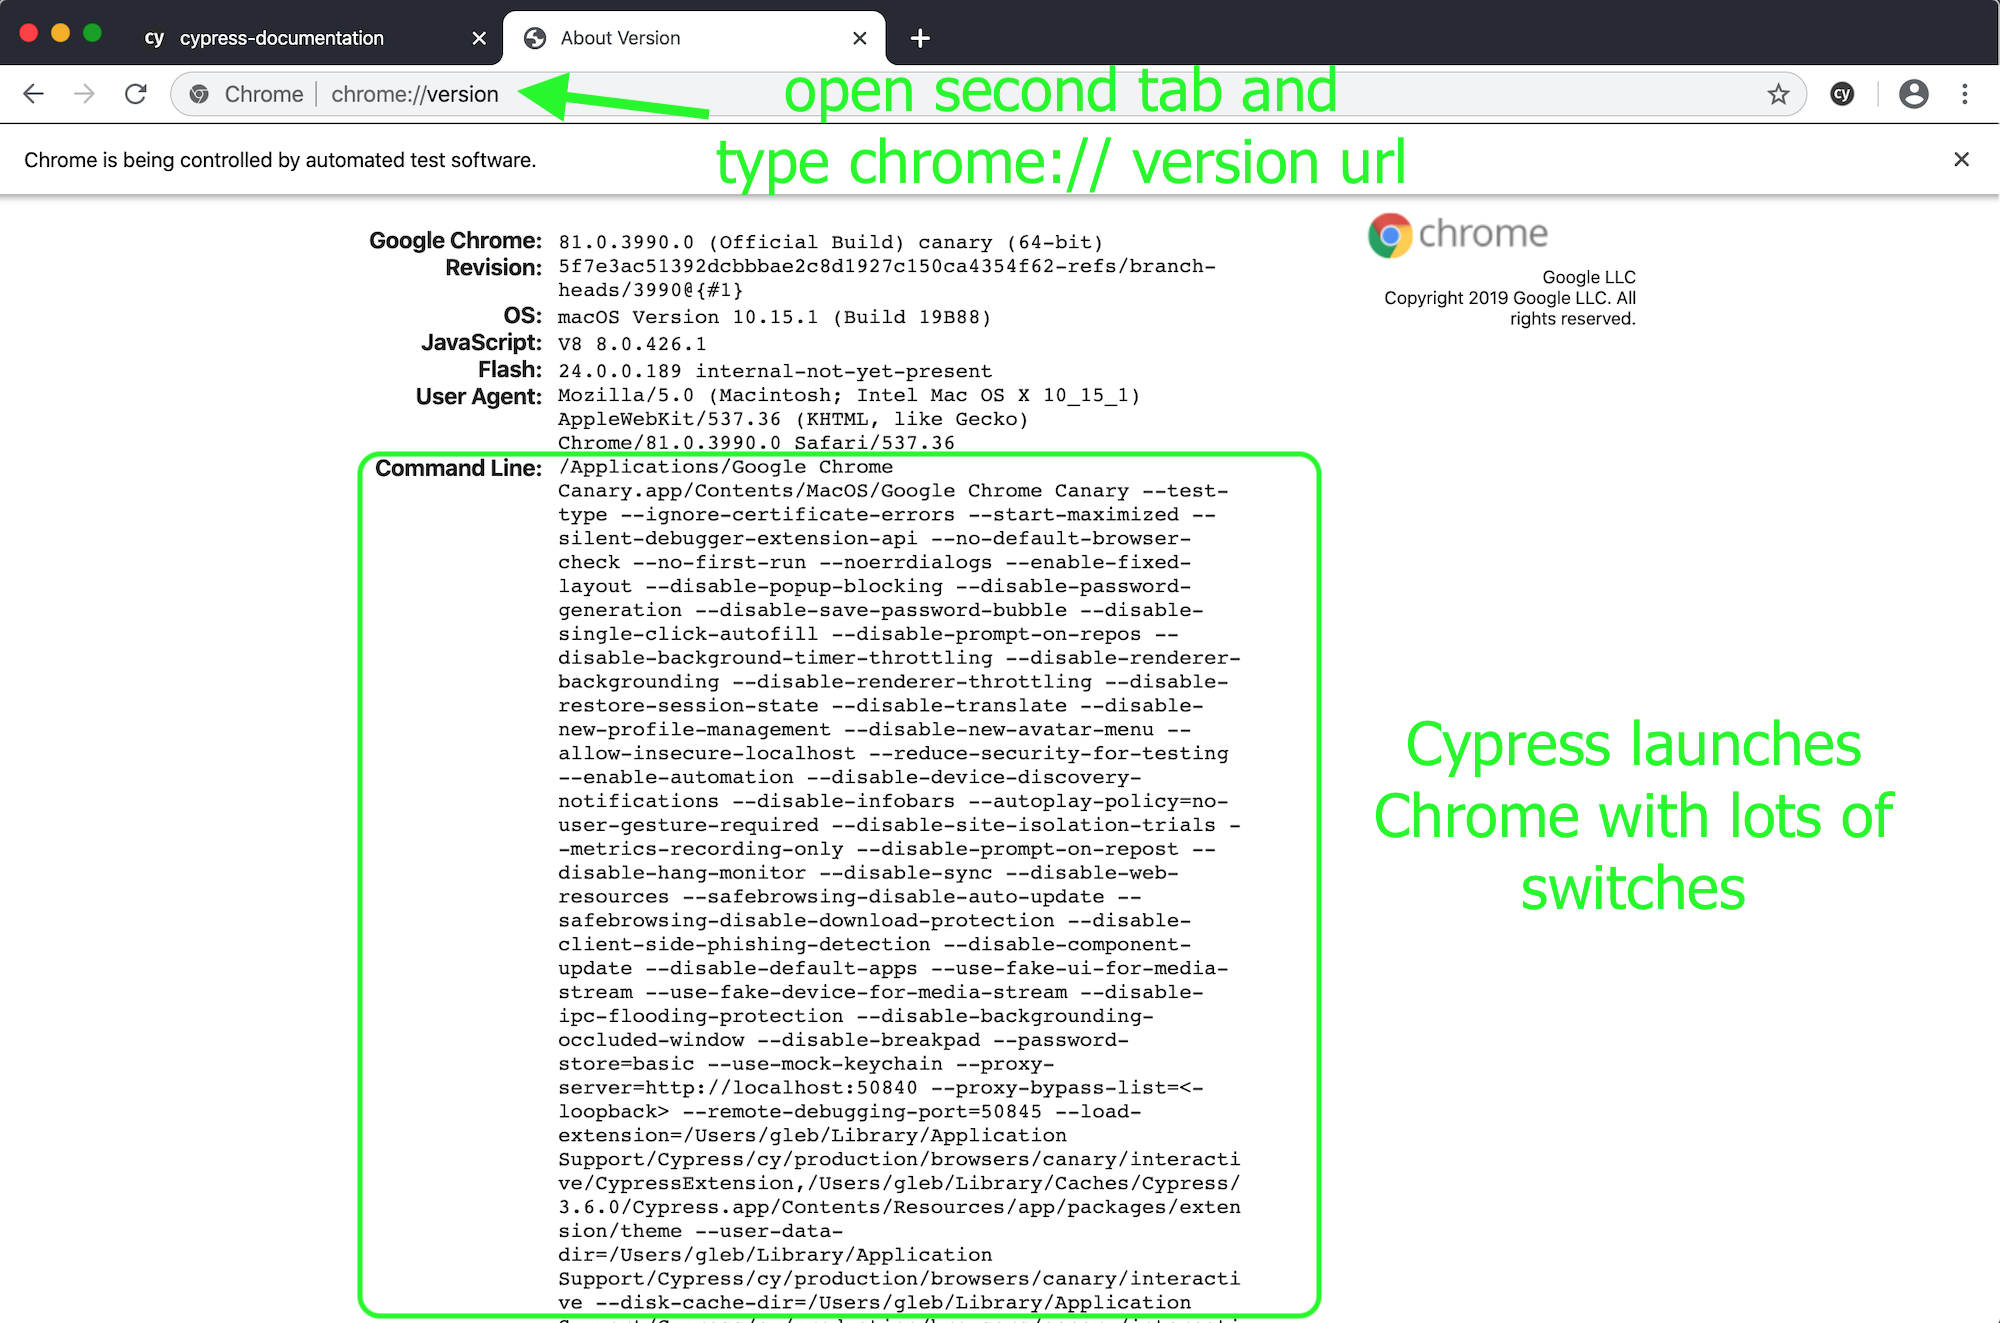 cy cypress-documentation
About Version
Chrome | chrome://version
cy
open second tab and
type chrome:// version url
Chrome is being controlled by automated test software.
chrome
Google LLC
Copyright 2019 Google LLC. All
rights reserved.
Google Chrome: 81.0.3990.0 (Official Build) canary (64-bit)
Revision: 5f7e3ac51392dcbbbae2c8d1927c150ca4354f62-refs/branch-
heads/3990@{#1}
OS: macOS Version 10.15.1 (Build 19B88)
JavaScript: V8 8.0.426.1
Flash: 24.0.0.189 internal-not-yet-present
User Agent: Mozilla/5.0 (Macintosh; Intel Mac OS X 10_15_1)
AppleWebKit/537.36 (KHTML, like Gecko)
Chrome/81.0.3990.0 Safari/537.36
Command Line: /Applications/Google Chrome
Canary.app/Contents/MacOS/Google Chrome Canary --test-
type --ignore-certificate-errors --start-maximized --
silent-debugger-extension-api --no-default-browser-
check --no-first-run --noerrdialogs --enable-fixed-
layout --disable-popup-blocking --disable-password-
generation --disable-save-password-bubble --disable-
single-click-autofill --disable-prompt-on-repos --
disable-background-timer-throttling --disable-renderer-
backgrounding --disable-renderer-throttling --disable-
restore-session-state --disable-translate --disable-
new-profile-management --disable-new-avatar-menu --
allow-insecure-localhost --reduce-security-for-testing
--enable-automation --disable-device-discovery-
notifications --disable-infobars --autoplay-policy=no-
user-gesture-required --disable-site-isolation-trials -
-metrics-recording-only --disable-prompt-on-repost --
disable-hang-monitor --disable-sync --disable-web-
resources --safebrowsing-disable-auto-update --
safebrowsing-disable-download-protection --disable-
client-side-phishing-detection --disable-component-
update --disable-default-apps --use-fake-ui-for-media-
stream --use-fake-device-for-media-stream --disable-
ipc-flooding-protection --disable-backgrounding-
occluded-window --disable-breakpad --password-
store=basic --use-mock-keychain --proxy-
server=http://localhost:50840 --proxy-bypass-list=<-
loopback> --remote-debugging-port=50845 --load-
extension=/Users/gleb/Library/Application
Support/Cypress/cy/production/browsers/canary/interacti
ve/CypressExtension,/Users/gleb/Library/Caches/Cypress/
3.6.0/Cypress.app/Contents/Resources/app/packages/exten
sion/theme --user-data-
dir=/Users/gleb/Library/Application
Support/Cypress/cy/production/browsers/canary/interacti
ve --disk-cache-dir=/Users/gleb/Library/Application
Cypress launches
Chrome with lots of
switches